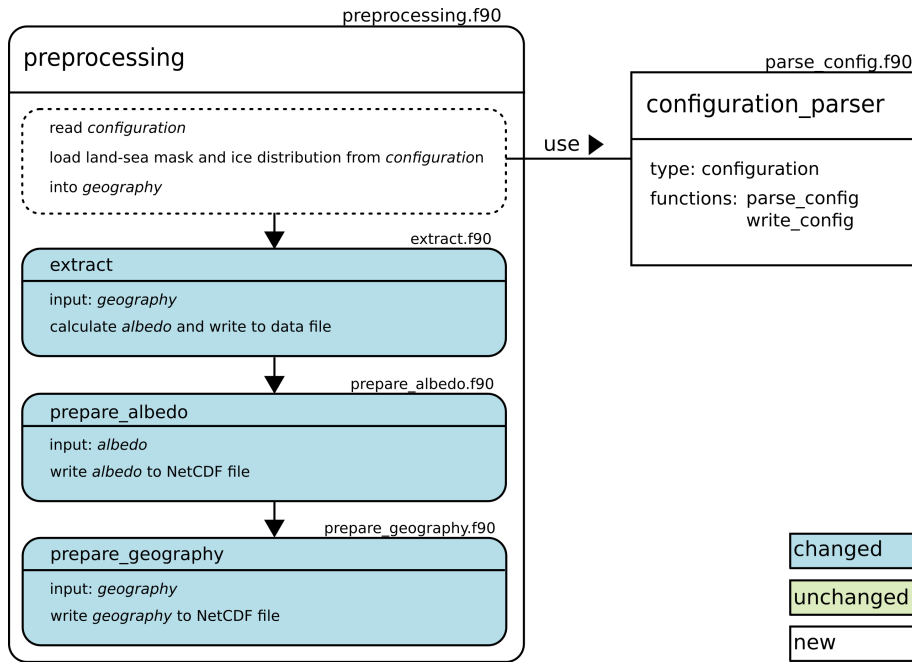 preprocessing.f90
preprocessing
read configuration
load land-sea mask and ice distribution from configuration
into geography
extract.f90
extract
input: geography
calculate albedo and write to data file
prepare_albedo.f90
prepare_albedo
input: albedo
write albedo to NetCDF file
prepare_geography.f90
prepare_geography
input: geography
write geography to NetCDF file
use
parse_config.f90
configuration_parser
type: configuration
functions: parse_config
write_config
changed
unchanged
new